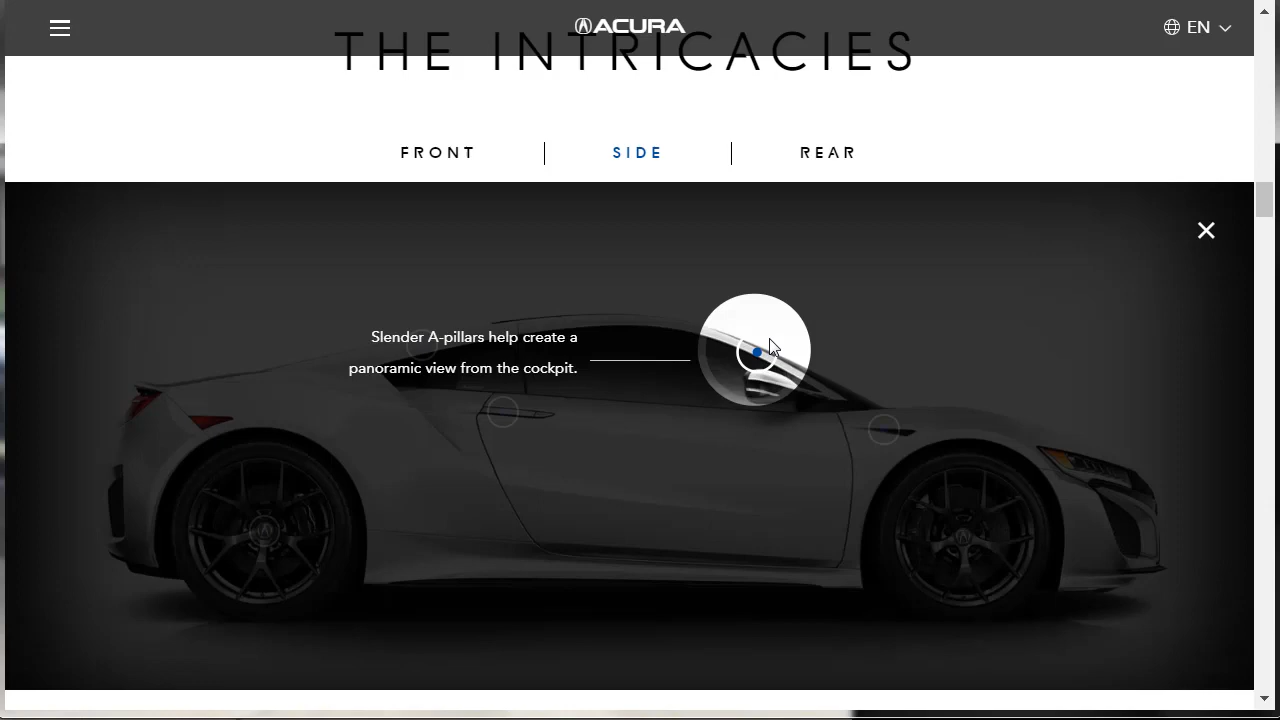 ACURA
EN
THE INTRICACIES
FRONT
SIDE
REAR
Slender A-pillars help create a
panoramic view from the cockpit.